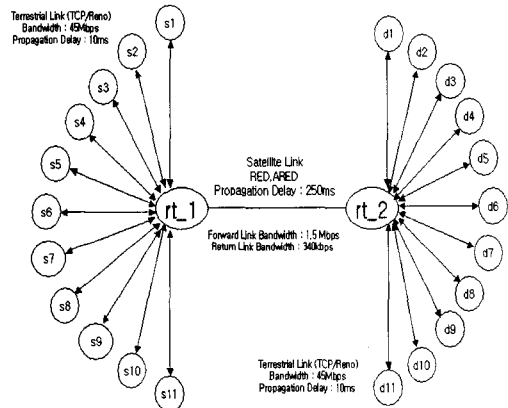 Terrestrial Link (TCP/Reno)
Bandwidth : 45Mbps
Propagation Delay : 10ms
s1
s2
s3
s4
s5
s6
s7
s8
s9
s10
s11
rt_1
Satellite Link
RED,ARED
Propagation Delay : 250ms
Forward Link Bandwidth : 1,5 Mbps
Return Link Bandwidth : 340kbps
rt_2
d1
d2
d3
d4
d5
d6
d7
d8
d9
d10
d11
Terrestrial Link (TCP/Reno)
Bandwidth : 45Mbps
Propagation Delay : 10ms